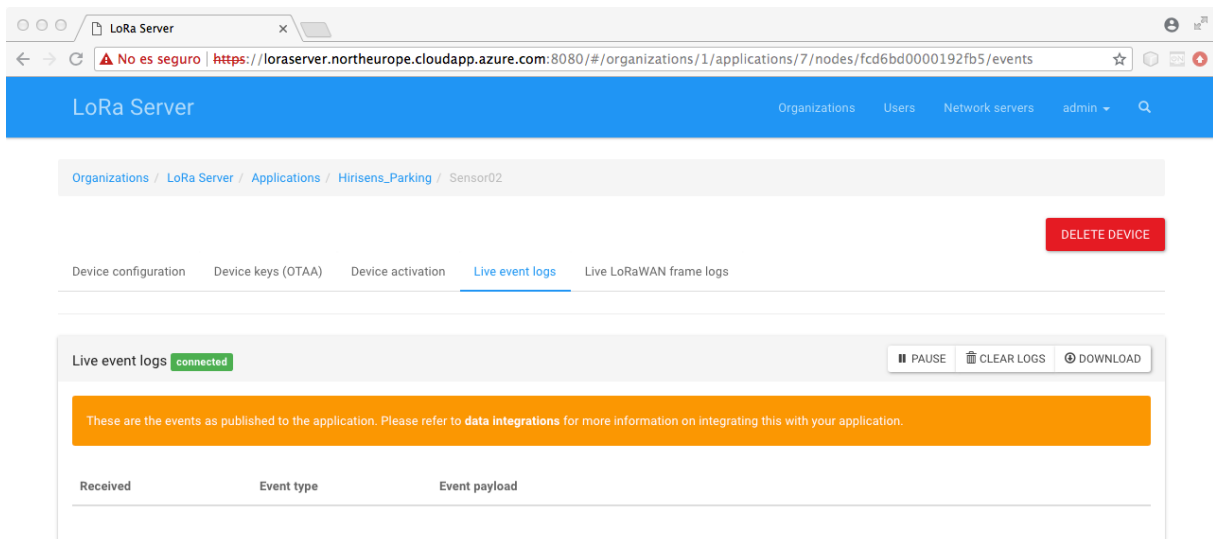 LoRa Server
No es seguro | https://loraserver.northeurope.cloudapp.azure.com:8080/#/organizations/1/applications/7/nodes/fcd6bd0000192fb5/events
LoRa Server Organizations Users Network servers admin
Organizations / LoRa Server / Applications / Hirisens_Parking / Sensor02
DELETE DEVICE
Device configuration Device keys (OTAA) Device activation Live event logs Live LoRaWAN frame logs
Live event logs connected PAUSE CLEAR LOGS DOWNLOAD
These are the events as published to the application. Please refer to data integrations for more information on integrating this with your application.
Received Event type Event payload